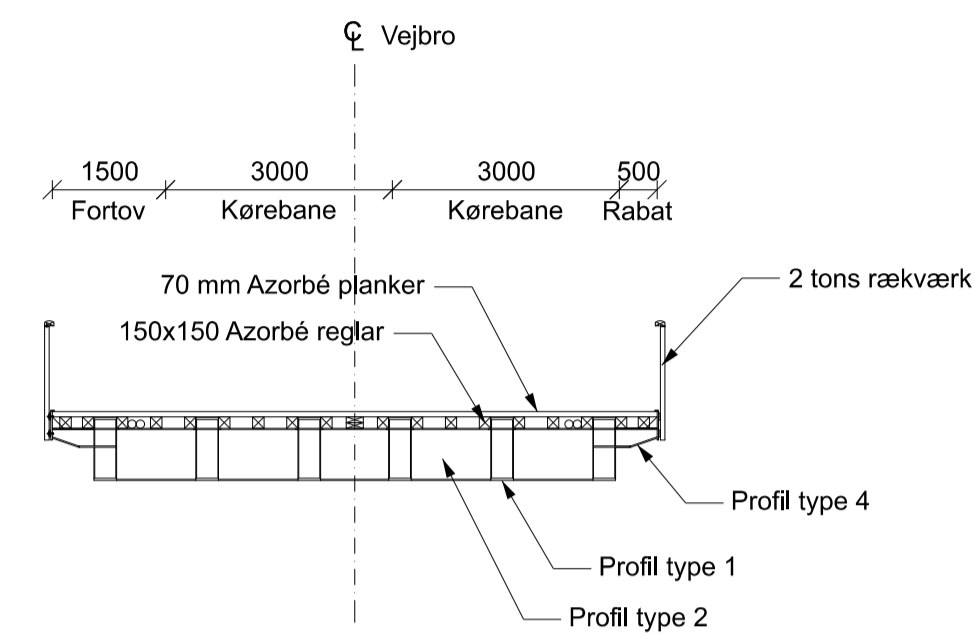 ℄ Vejbro
1500 3000 3000 500
Fortov Kørebane Kørebane Rabat
2 tons rækværk
70 mm Azorbé planker
150x150 Azorbé reglar
Profil type 4
Profil type 1
Profil type 2